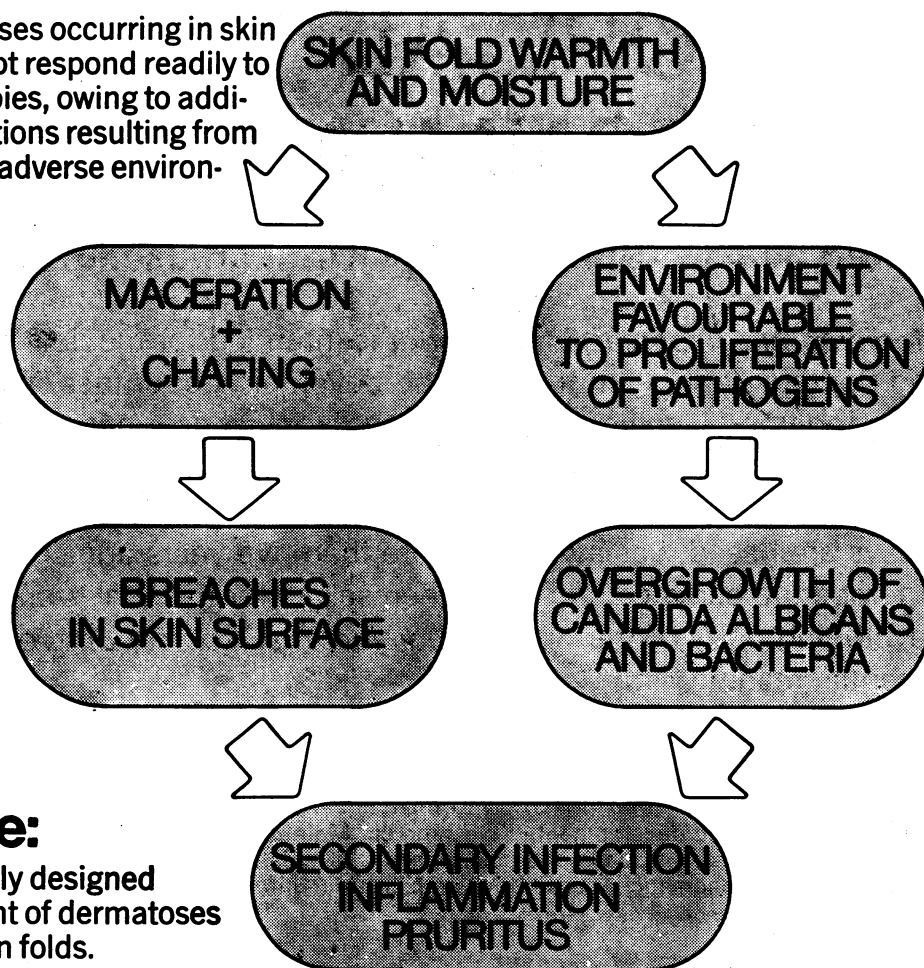 ses occurring in skin
ot respond readily to
pies, owing to addi-
tions resulting from
adverse environ-
SKIN FOLD WARMTH
AND MOISTURE
MACERATION
+
CHAFING
ENVIRONMENT
FAVOURABLE
TO PROLIFERATION
OF PATHOGENS
BREACHES
IN SKIN SURFACE
OVERGROWTH OF
CANDIDA ALBICANS
AND BACTERIA
SECONDARY INFECTION
INFLAMMATION
PRURITUS
e:
ly designed
nt of dermatoses
n folds.